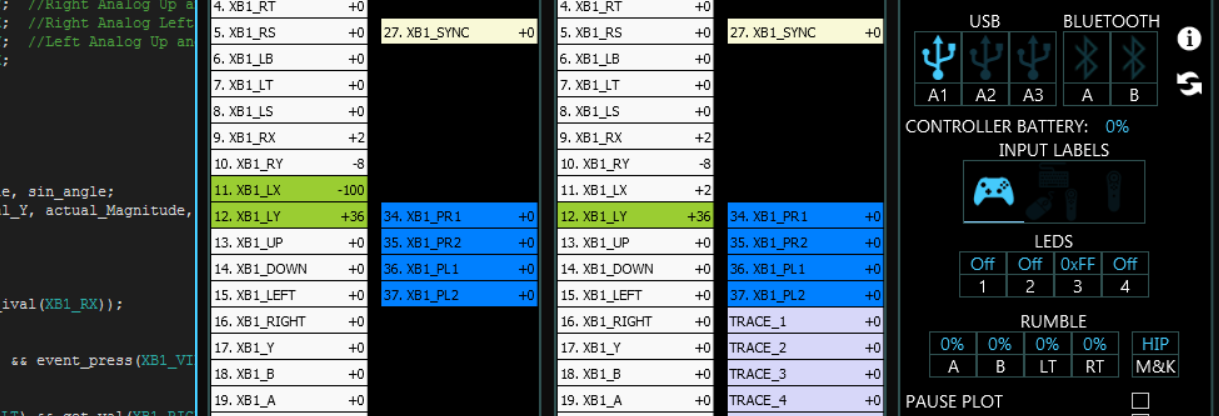 //Right Analog Up a
//Right Analog Left
//Left Analog Up an
sin_angle;
actual_Magnitude,
ival(XB1_RX));
&& event_press(XB1_VI
4. XB1_RT +0
5. XB1_RS +0
6. XB1_LB +0
7. XB1_LT +0
8. XB1_LS +0
9. XB1_RX +2
10. XB1_RY -8
11. XB1_LX -100
12. XB1_LY +36
13. XB1_UP +0
14. XB1_DOWN +0
15. XB1_LEFT +0
16. XB1_RIGHT +0
17. XB1_Y +0
18. XB1_B +0
19. XB1_A +0
27. XB1_SYNC +0
34. XB1_PR1 +0
35. XB1_PR2 +0
36. XB1_PL1 +0
37. XB1_PL2 +0
4. XB1_RT +0
5. XB1_RS +0
6. XB1_LB +0
7. XB1_LT +0
8. XB1_LS +0
9. XB1_RX +2
10. XB1_RY -8
11. XB1_LX +2
12. XB1_LY +36
13. XB1_UP +0
14. XB1_DOWN +0
15. XB1_LEFT +0
16. XB1_RIGHT +0
17. XB1_Y +0
18. XB1_B +0
19. XB1_A +0
27. XB1_SYNC +0
34. XB1_PR1 +0
35. XB1_PR2 +0
36. XB1_PL1 +0
37. XB1_PL2 +0
TRACE_1 +0
TRACE_2 +0
TRACE_3 +0
TRACE_4 +0
USB BLUETOOTH
A1 A2 A3 A B
CONTROLLER BATTERY: 0%
INPUT LABELS
LEDS
Off Off 0xFF Off
1 2 3 4
RUMBLE
0% 0% 0% 0% HIP
A B LT RT M&K
PAUSE PLOT